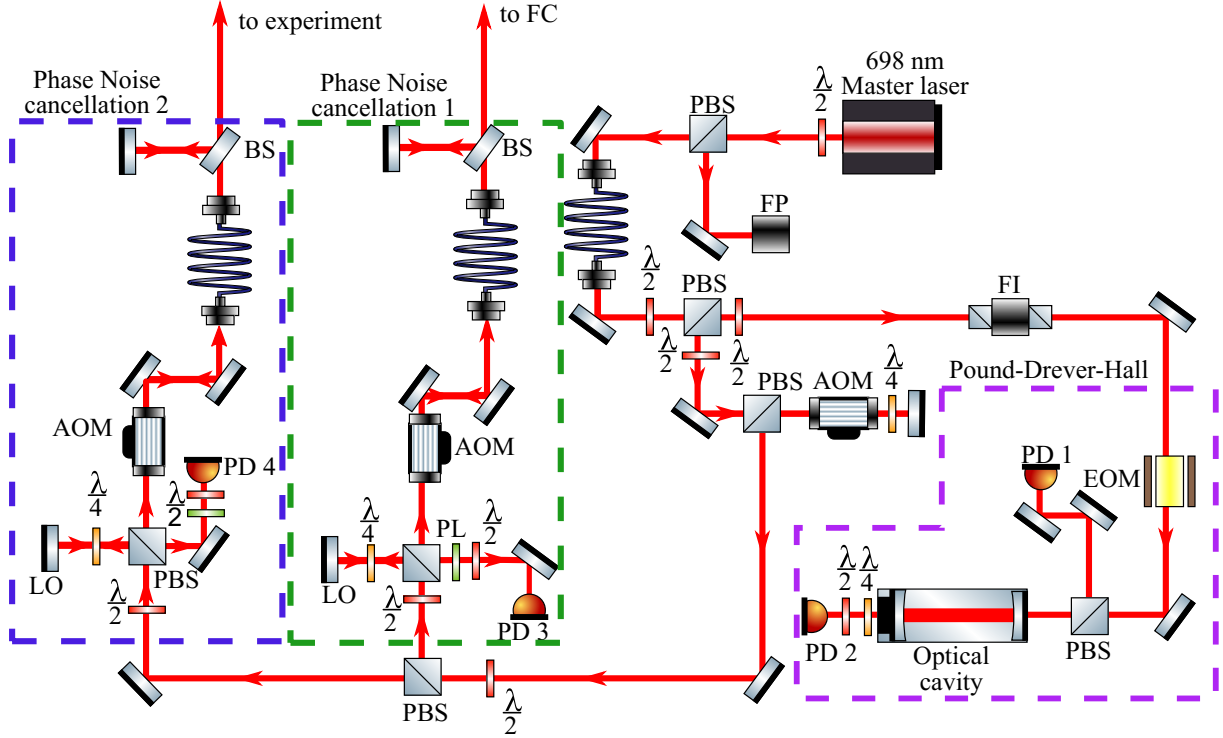 to experiment
to FC
698 nm
Master laser
λ
2
PBS
Phase Noise
cancellation 2
Phase Noise
cancellation 1
BS
BS
FP
λ
2
PBS
FI
λ
2
λ
2
PBS
AOM
λ
4
Pound-Drever-Hall
AOM
PD 4
AOM
PD 1
EOM
λ
4
λ
2
λ
4
PL
λ
2
LO
PBS
λ
2
LO
λ
2
PD 3
λ
2
λ
4
PD 2
Optical
cavity
PBS
PBS
λ
2